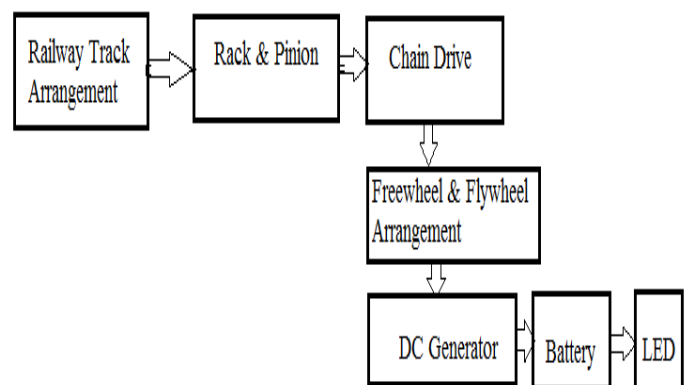 Railway Track
Arrangement
Rack & Pinion
Chain Drive
Freewheel & Flywheel
Arrangement
DC Generator
Battery
LED